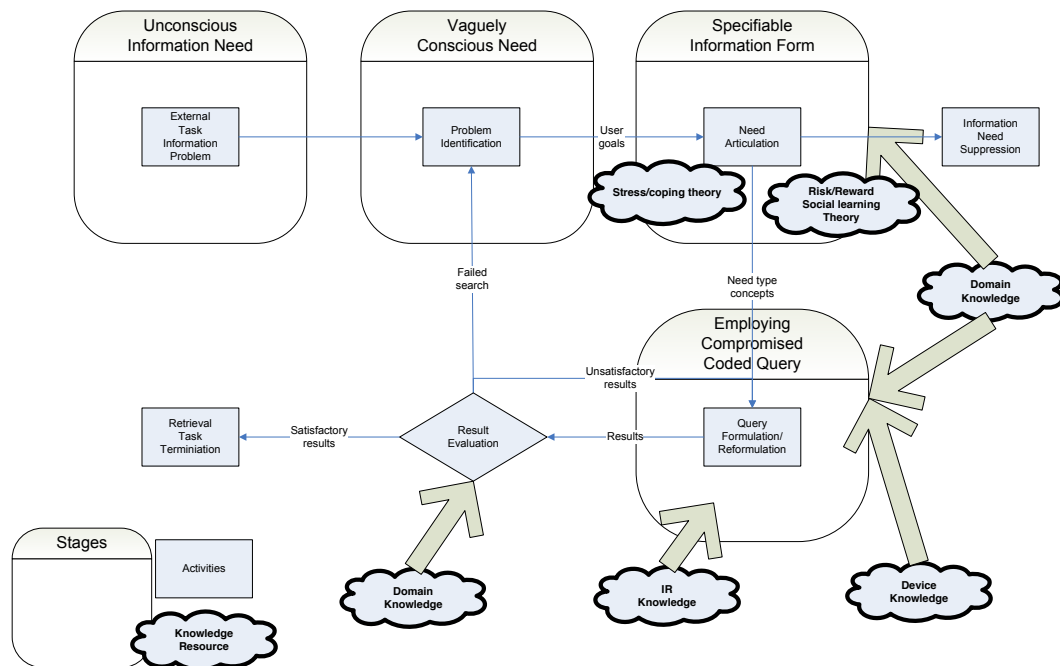 Unconscious
Information Need
Vaguely
Conscious Need
Specifiable
Information Form
External
Task
Information
Problem
Problem
Identification
User
goals
Need
Articulation
Information
Need
Suppression
Stress/coping theory
Risk/Reward
Social learning
Theory
Failed
search
Need type
concepts
Domain
Knowledge
Employing
Compromised
Coded Query
Unsatisfactory
results
Retrieval
Task
Terminiation
Satisfactory
results
Result
Evaluation
Results
Query
Formulation/
Reformulation
Stages
Activities
Knowledge
Resource
Domain
Knowledge
IR
Knowledge
Device
Knowledge